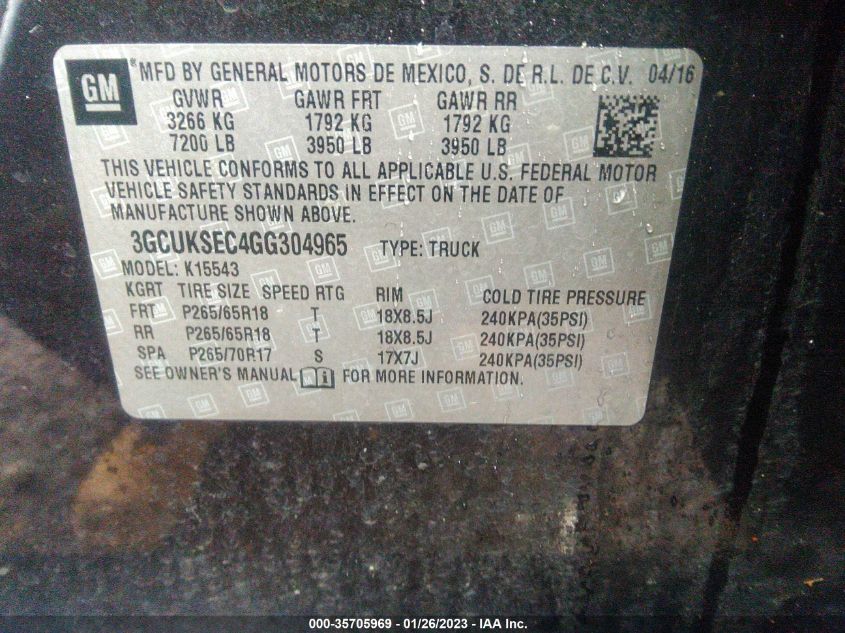 GM ® MFD BY GENERAL MOTORS DE MEXICO, S. DE R.L. DE C.V. 04/16
GVWR GAWR FRT GAWR RR
3266 KG 1792 KG 1792 KG
7200 LB 3950 LB 3950 LB
THIS VEHICLE CONFORMS TO ALL APPLICABLE U.S. FEDERAL MOTOR
VEHICLE SAFETY STANDARDS IN EFFECT ON THE DATE OF
MANUFACTURE SHOWN ABOVE.
3GCUKSEC4GG304965 TYPE: TRUCK
MODEL: K15543
KGRT TIRE SIZE SPEED RTG RIM COLD TIRE PRESSURE
FRT P265/65R18 T 18X8.5J 240KPA(35PSI)
RR P265/65R18 T 18X8.5J 240KPA(35PSI)
SPA P265/70R17 S 17X7J 240KPA(35PSI)
SEE OWNER'S MANUAL FOR MORE INFORMATION.
000-35705969 – 01/26/2023 – IAA Inc.